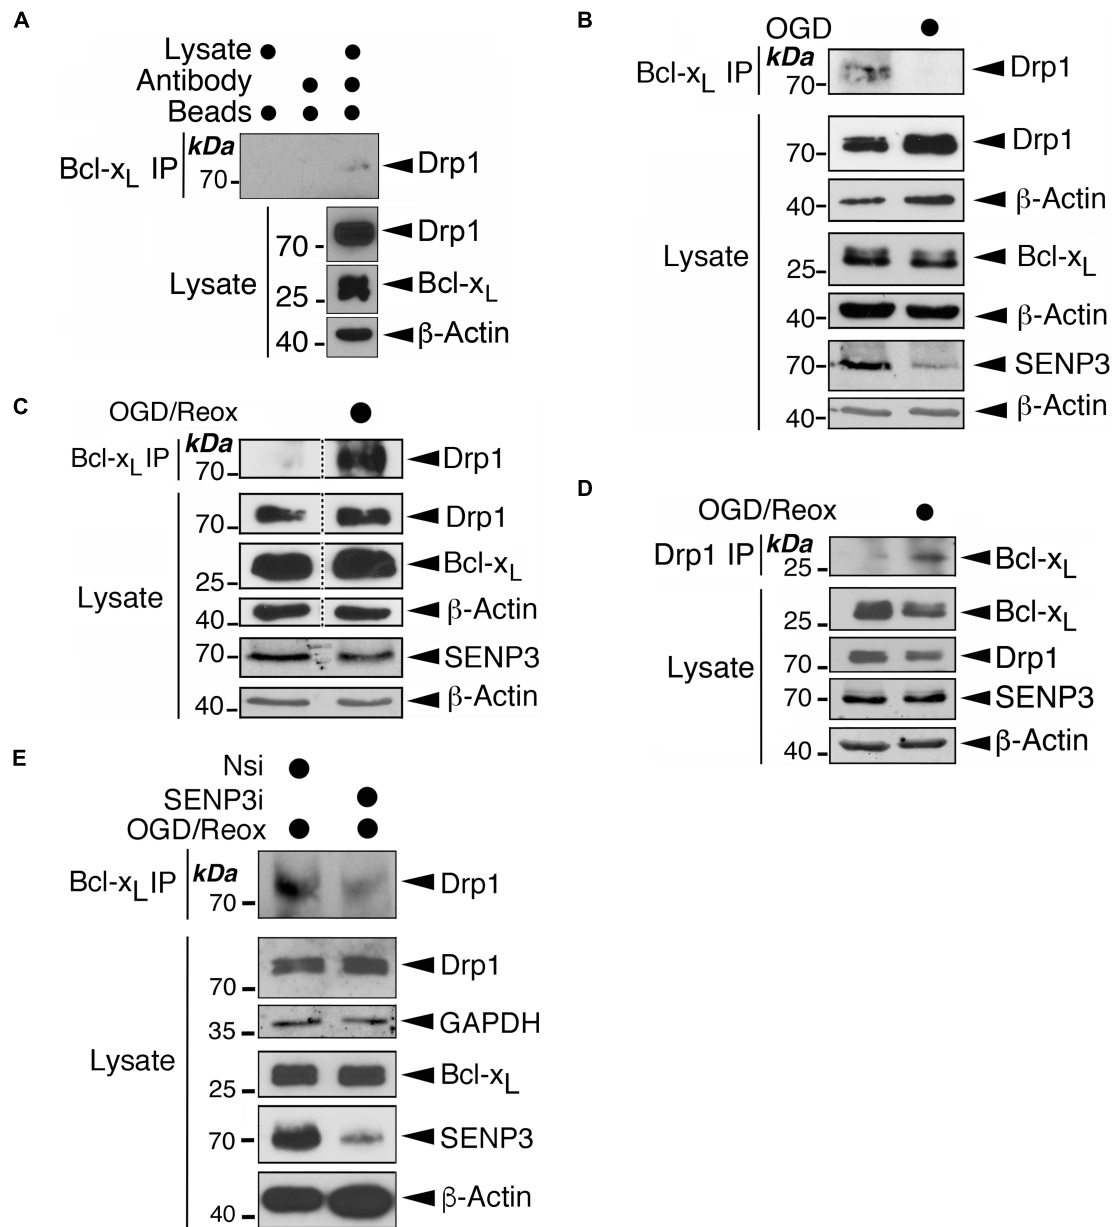 A
Lysate
Antibody
Beads
kDa
Bcl-xL IP
70
Drp1
Lysate
70
Drp1
25
Bcl-xL
40
β-Actin
B
OGD
kDa
Bcl-xL IP
70
Drp1
Lysate
70
Drp1
40
β-Actin
25
Bcl-xL
40
β-Actin
70
SENP3
40
β-Actin
C
OGD/Reox
kDa
Bcl-xL IP
70
Drp1
Lysate
70
Drp1
25
Bcl-xL
40
β-Actin
70
SENP3
40
β-Actin
D
OGD/Reox
kDa
Drp1 IP
25
Bcl-xL
Lysate
25
Bcl-xL
70
Drp1
70
SENP3
40
β-Actin
E
Nsi
SENP3i
OGD/Reox
kDa
Bcl-xL IP
70
Drp1
Lysate
70
Drp1
35
GAPDH
25
Bcl-xL
70
SENP3
40
β-Actin